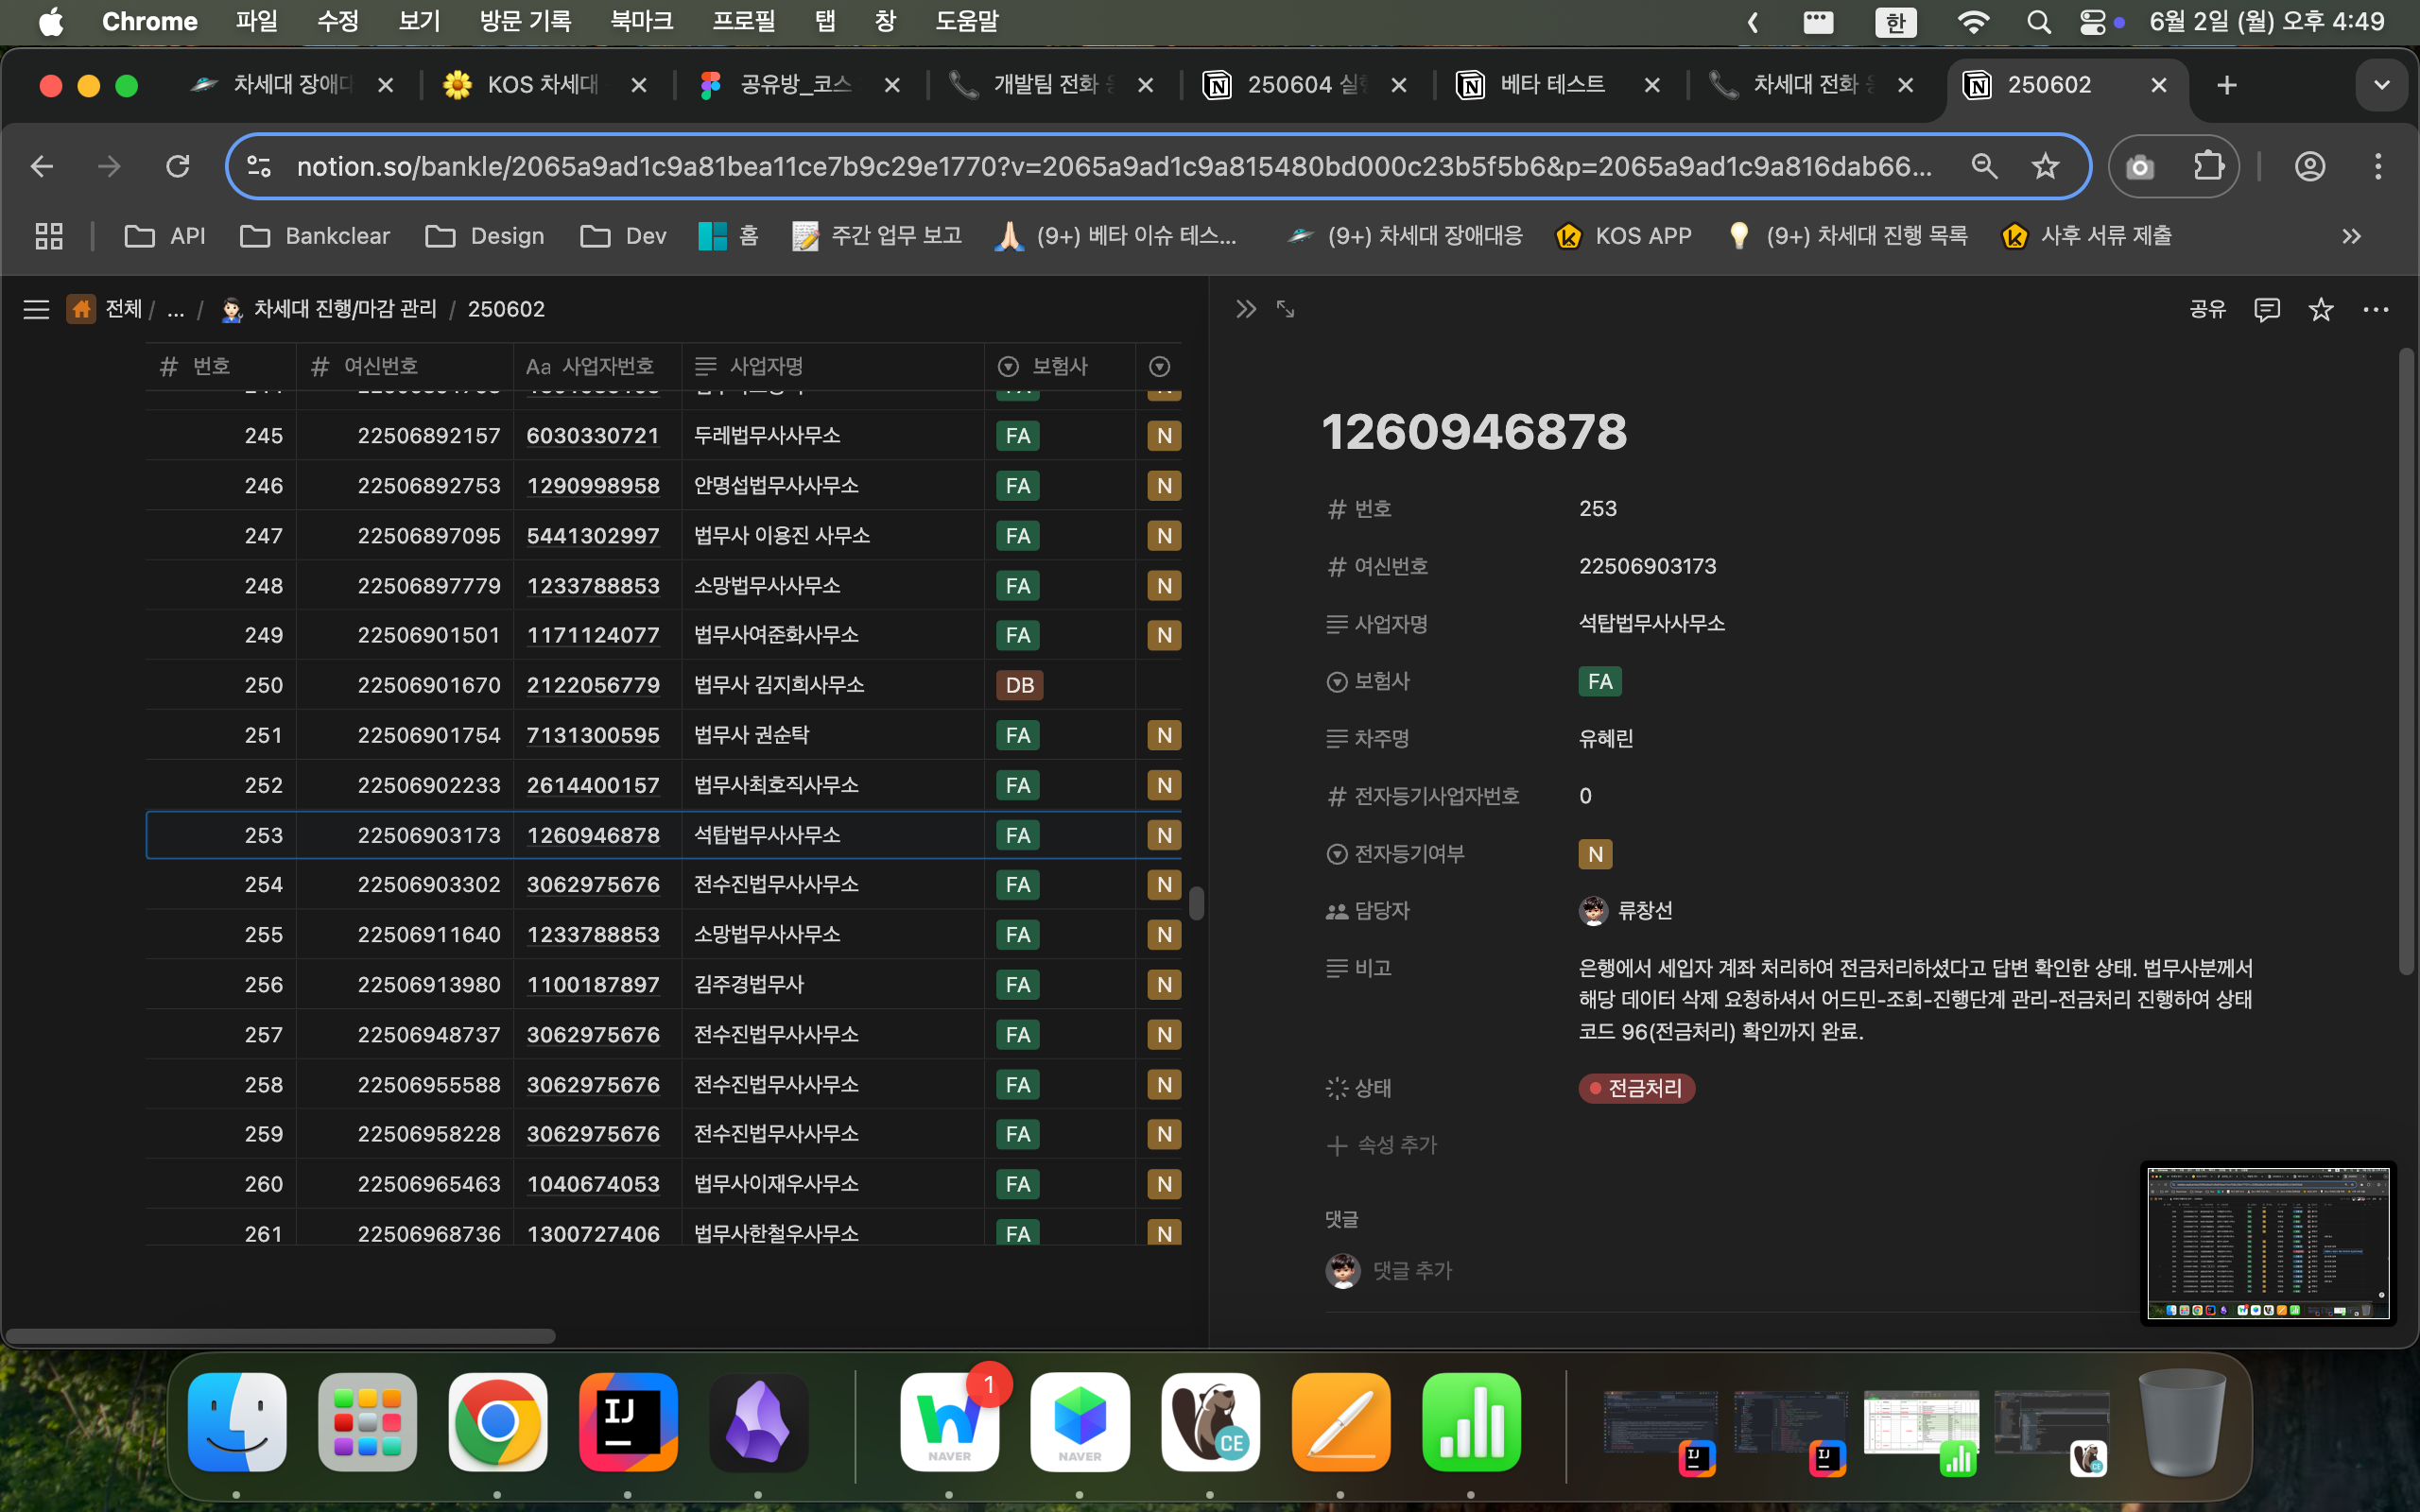 Chrome 파일 수정 보기 방문 기록 북마크 프로필 탭 창 도움말 한 6월 2일 (월) 오후 4:49
차세대 장애 KOS 차세대 공유방_코스 개발팀 전화 250604 베타 테스트 차세대 전화 250602
notion.so/bankle/2065a9ad1c9a81bea11ce7b9c29e1770?v=2065a9ad1c9a815480bd000c23b5f5b6&p=2065a9ad1c9a816dab66...
API Bankclear Design Dev 홈 주간 업무 보고 (9+) 베타 이슈 테스... (9+) 차세대 장애대응 KOS APP (9+) 차세대 진행 목록 사후 서류 제출
전체 / ... / 차세대 진행/마감 관리 / 250602
번호 여신번호 Aa 사업자번호 사업자명 보험사
245 22506892157 6030330721 두레법무사사무소 FA N
246 22506892753 1290998958 안명섭법무사사무소 FA N
247 22506897095 5441302997 법무사 이용진 사무소 FA N
248 22506897779 1233788853 소망법무사사무소 FA N
249 22506901501 1171124077 법무사여준화사무소 FA N
250 22506901670 2122056779 법무사 김지희사무소 DB
251 22506901754 7131300595 법무사 권순탁 FA N
252 22506902233 2614400157 법무사최호직사무소 FA N
253 22506903173 1260946878 석탑법무사사무소 FA N
254 22506903302 3062975676 전수진법무사사무소 FA N
255 22506911640 1233788853 소망법무사사무소 FA N
256 22506913980 1100187897 김주경법무사 FA N
257 22506948737 3062975676 전수진법무사사무소 FA N
258 22506955588 3062975676 전수진법무사사무소 FA N
259 22506958228 3062975676 전수진법무사사무소 FA N
260 22506965463 1040674053 법무사이재우사무소 FA N
261 22506968736 1300727406 법무사한철우사무소 FA N
공유
1260946878
번호 253
여신번호 22506903173
사업자명 석탑법무사사무소
보험사 FA
차주명 유혜린
전자등기사업자번호 0
전자등기여부 N
담당자 류창선
비고 은행에서 세입자 계좌 처리하여 전금처리하셨다고 답변 확인한 상태. 법무사분께서
해당 데이터 삭제 요청하셔서 어드민-조회-진행단계 관리-전금처리 진행하여 상태
코드 96(전금처리) 확인까지 완료.
상태 전금처리
속성 추가
댓글
댓글 추가
IJ NAVER 1 NAVER CE IJ IJ CE